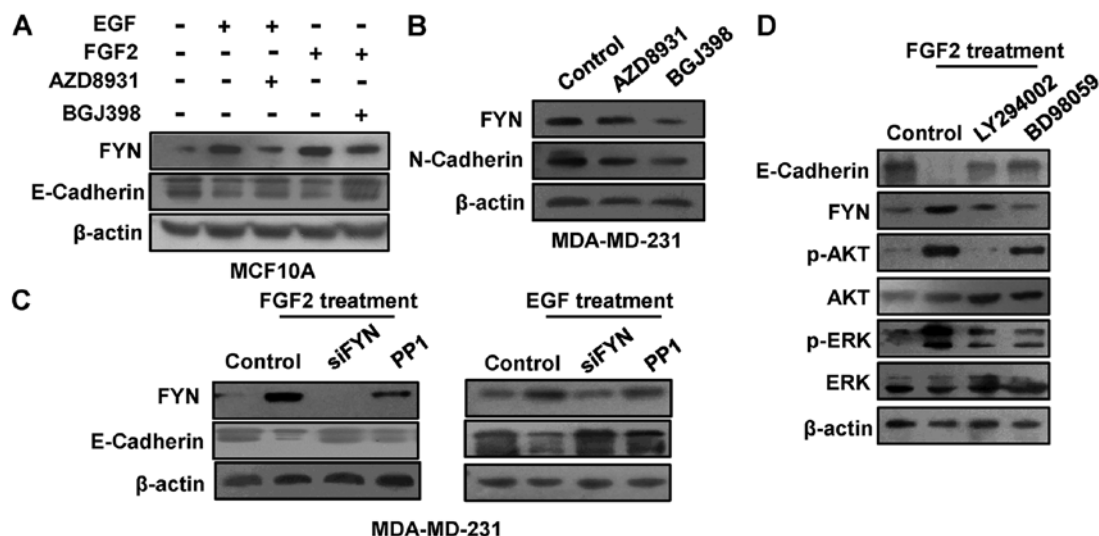 A
EGF - + + - -
FGF2 - - - + +
AZD8931 - - + - -
BGJ398 - - - - +
FYN
E-Cadherin
β-actin
MCF10A
B
Control AZD8931 BGJ398
FYN
N-Cadherin
β-actin
MDA-MD-231
C
FGF2 treatment EGF treatment
Control siFYN PP1 Control siFYN PP1
FYN
E-Cadherin
β-actin
MDA-MD-231
D
FGF2 treatment
Control LY294002 BD98059
E-Cadherin
FYN
p-AKT
AKT
p-ERK
ERK
β-actin